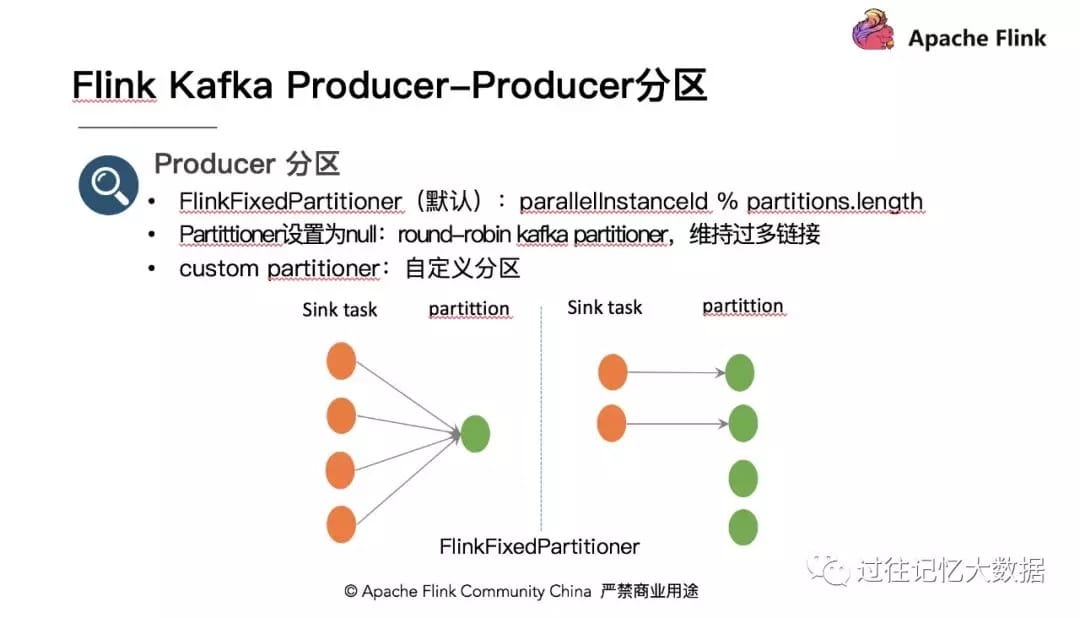 Apache Flink
Flink Kafka Producer-Producer分区
Producer 分区
• FlinkFixedPartitioner（默认）：parallelInstanceId % partitions.length
• Partittioner设置为null：round-robin kafka partitioner，维持过多链接
• custom partitioner：自定义分区
Sink task partittion Sink task partittion
FlinkFixedPartitioner
过往记忆大数据
© Apache Flink Community China 严禁商业用途